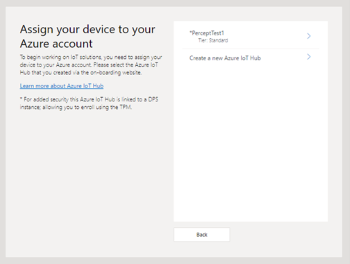 Assign your device to your
Azure account
To begin working on IoT solutions, you need to assign your
device to your Azure account. Please select the Azure IoT
Hub that you created via the on-boarding website.
Learn more about Azure IoT Hub
* For added security this Azure IoT Hub is linked to a DPS
instance, allowing you to enroll using the TPM.
*PerceptTest1
Tier: Standard
Create a new Azure IoT Hub
Back